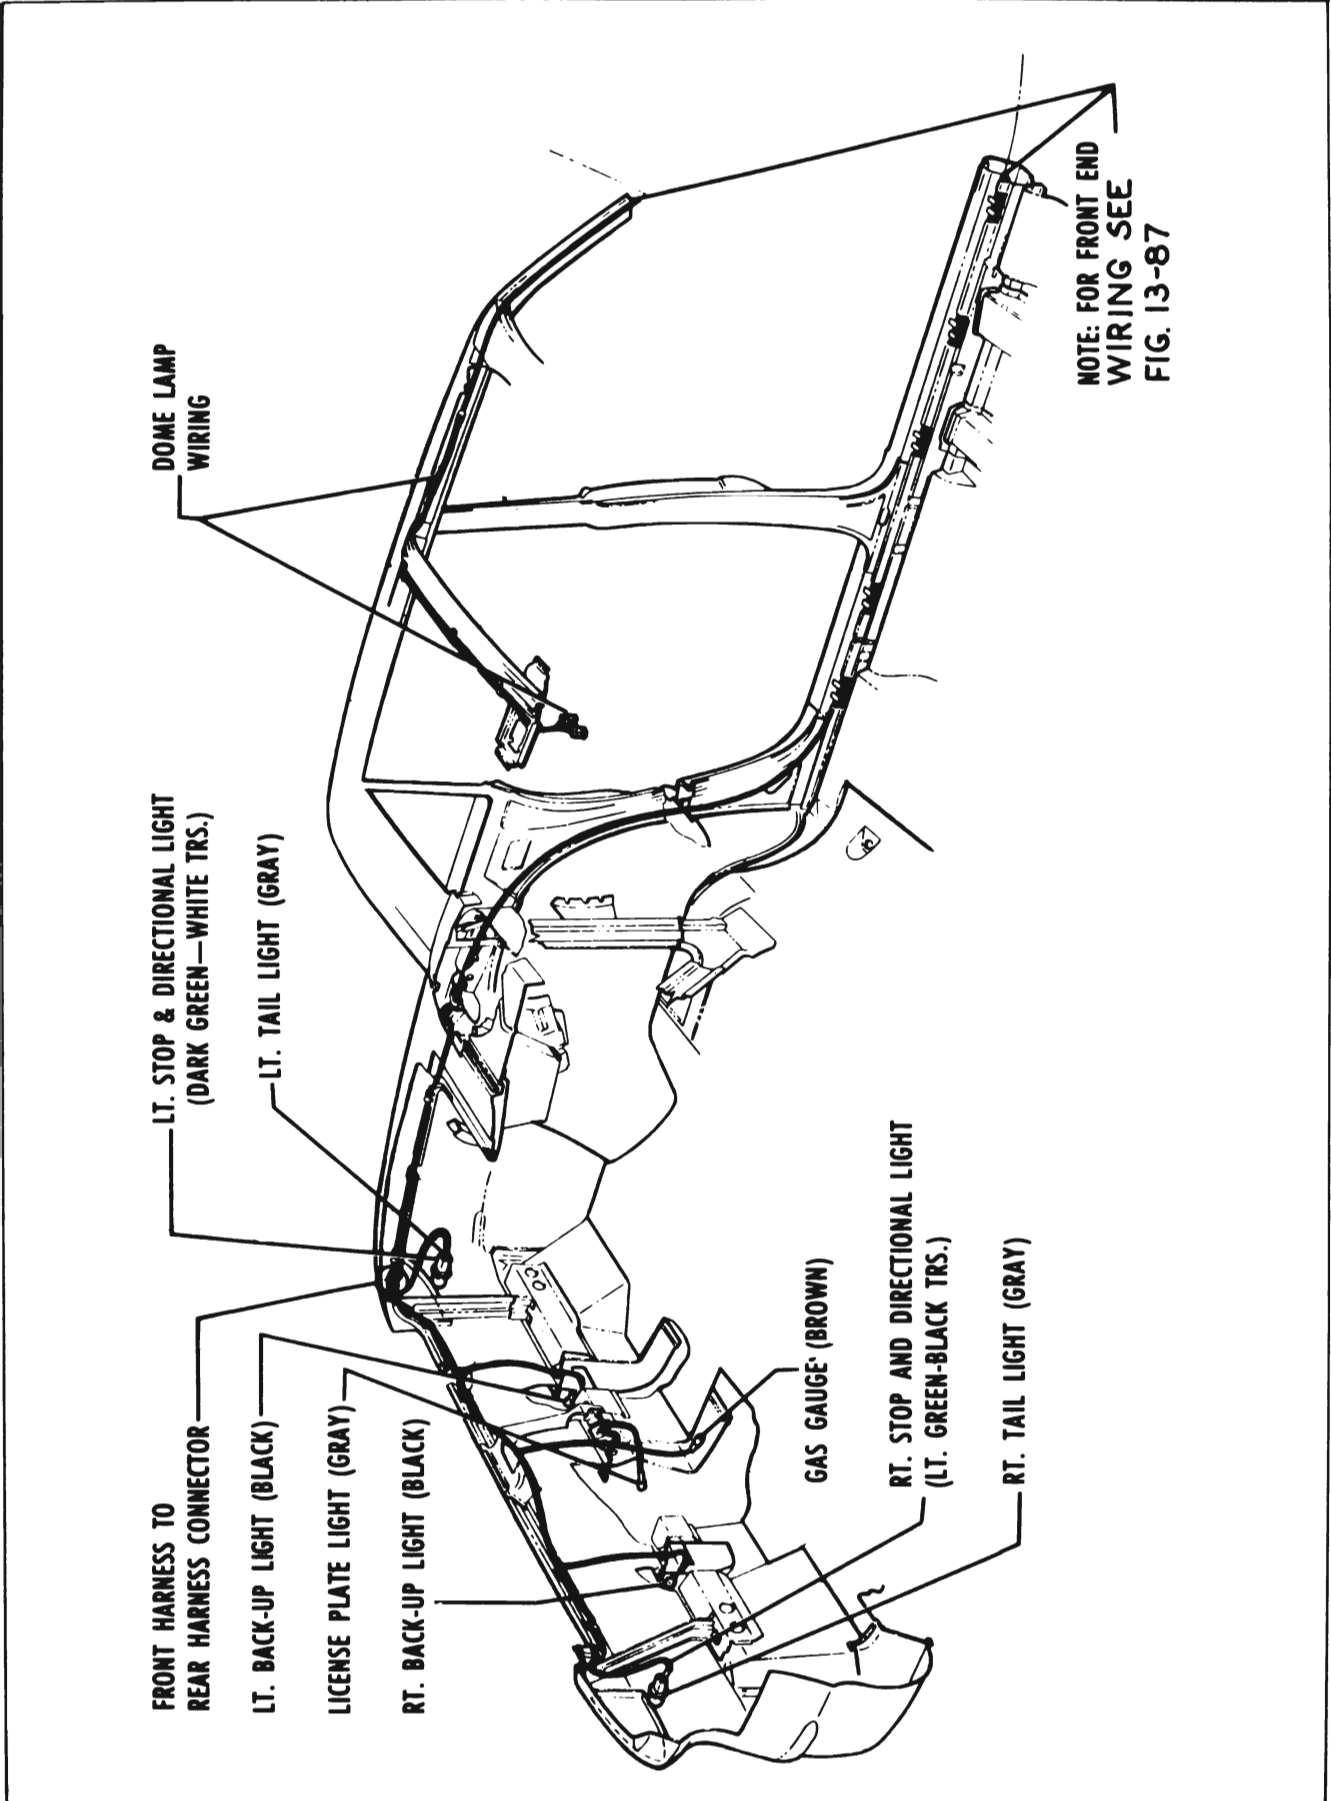 FRONT HARNESS TO
REAR HARNESS CONNECTOR
LT. BACK-UP LIGHT (BLACK)
LICENSE PLATE LIGHT (GRAY)
RT. BACK-UP LIGHT (BLACK)
LT. STOP & DIRECTIONAL LIGHT
(DARK GREEN—WHITE TRS.)
LT. TAIL LIGHT (GRAY)
DOME LAMP
WIRING
GAS GAUGE (BROWN)
RT. STOP AND DIRECTIONAL LIGHT
(LT. GREEN-BLACK TRS.)
RT. TAIL LIGHT (GRAY)
NOTE: FOR FRONT END
WIRING SEE
FIG. 13-87